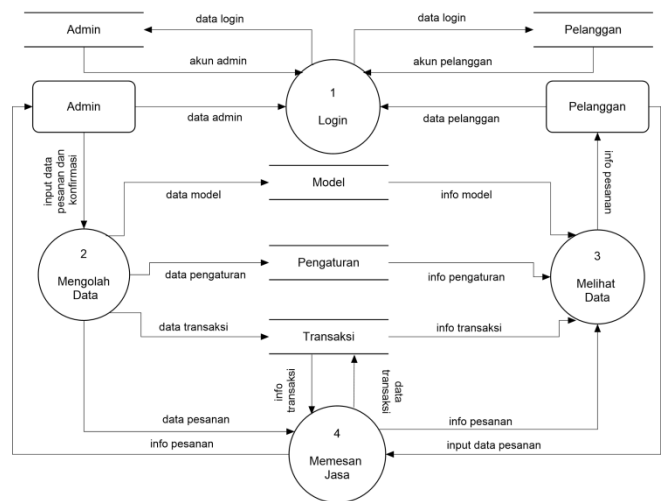 data login
data login
Admin
Pelanggan
akun admin
akun pelanggan
1
Login
Admin
data admin
data pelanggan
Pelanggan
input data
pesanan dan
konfirmasi
info pesanan
data model
Model
info model
2
Mengolah
Data
data pengaturan
Pengaturan
info pengaturan
3
Melihat
Data
data transaksi
Transaksi
info transaksi
info
transaksi
data
transaksi
data pesanan
info pesanan
info pesanan
input data pesanan
4
Memesan
Jasa